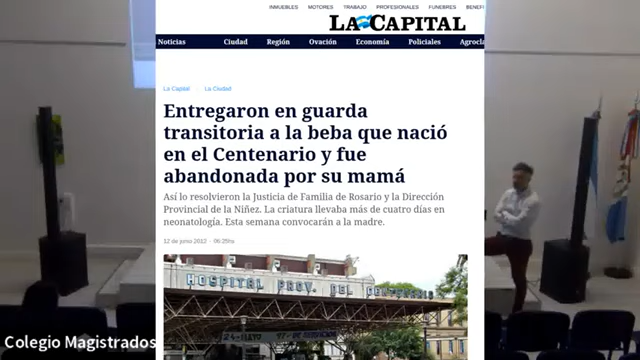 INMUEBLES MOTORES TRABAJO PROFESIONALES FUNEBRES BENEFI
LA CAPITAL
Noticias Ciudad Región Ovación Economía Policiales Agrocla
La Capital La Ciudad
Entregaron en guarda
transitoria a la beba que nació
en el Centenario y fue
abandonada por su mamá
Así lo resolvieron la Justicia de Familia de Rosario y la Dirección
Provincial de la Niñez. La criatura llevaba más de cuatro días en
neonatología. Esta semana convocarán a la madre.
12 de junio 2012 · 06:25hs
HOSPITAL PROV. DEL CENTENARIO
Colegio Magistrados